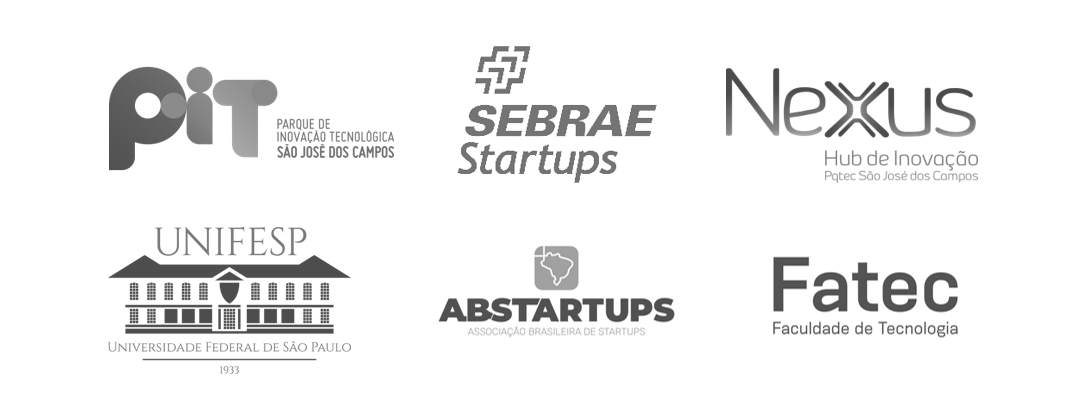 PiT
PARQUE DE
INOVAÇÃO TECNOLÓGICA
SÃO JOSÉ DOS CAMPOS
SEBRAE
Startups
Nexus
Hub de Inovação
Pqtec São José dos Campos
UNIFESP
UNIVERSIDADE FEDERAL DE SÃO PAULO
1933
ABSTARTUPS
ASSOCIAÇÃO BRASILEIRA DE STARTUPS
Fatec
Faculdade de Tecnologia